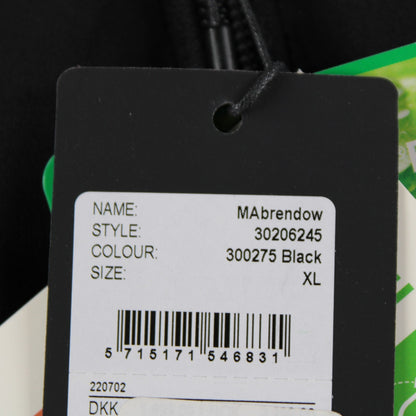 NAME: MAbrendow
STYLE: 30206245
COLOUR: 300275 Black
SIZE: XL
5 715171 546831
220702
DKK